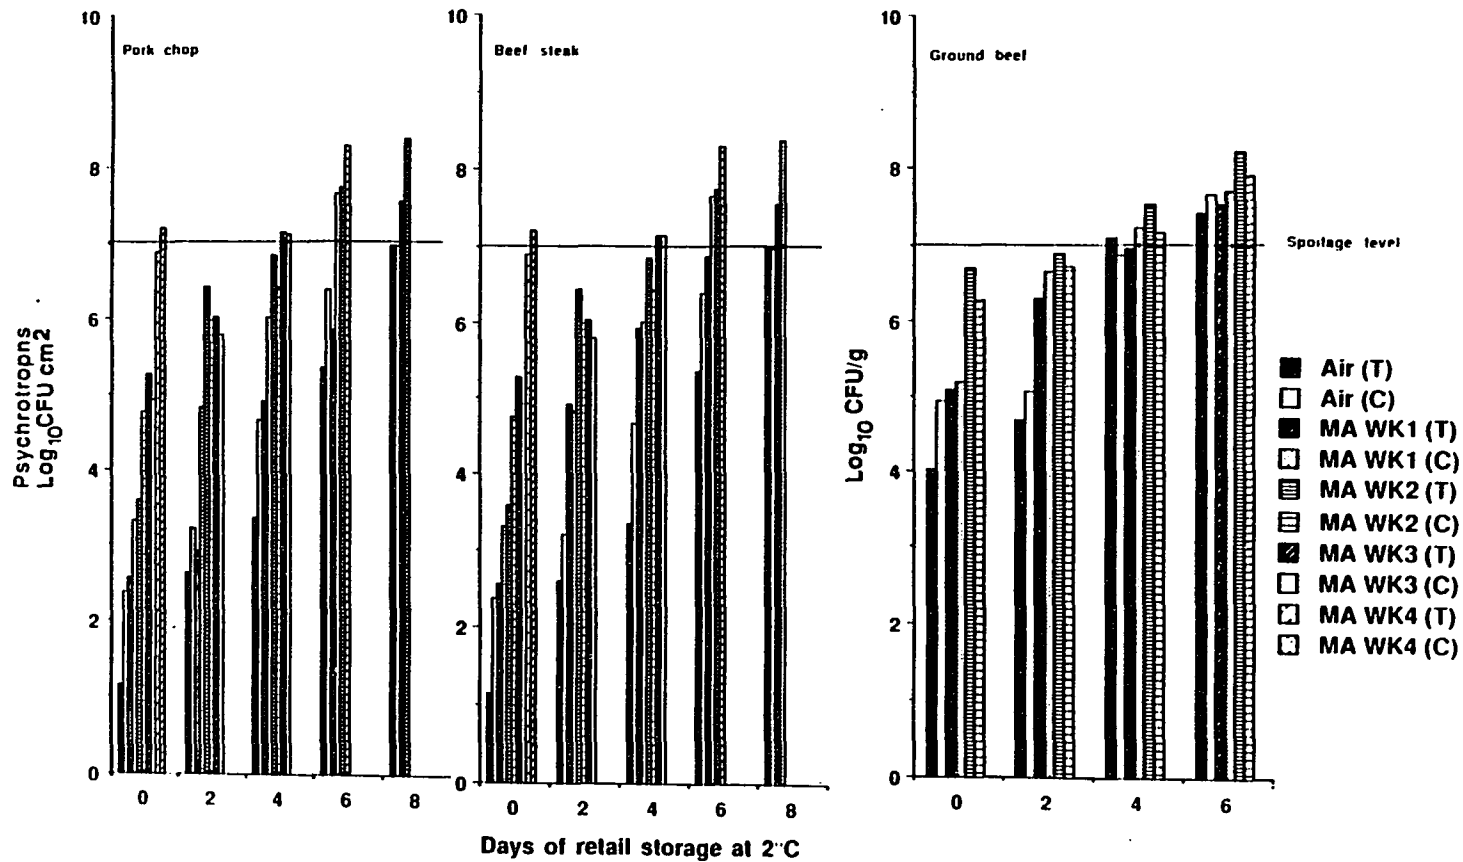 Pork chop
10
8
6
4
2
0
0
2
4
6
8
Psychrotropns
Log10CFU cm2
Beef steak
10
8
6
4
2
0
0
2
4
6
8
Days of retail storage at 2°C
Ground beef
10
8
6
4
2
0
0
2
4
6
Log10 CFU/g
Spoilage level
Air (T)
Air (C)
MA WK1 (T)
MA WK1 (C)
MA WK2 (T)
MA WK2 (C)
MA WK3 (T)
MA WK3 (C)
MA WK4 (T)
MA WK4 (C)